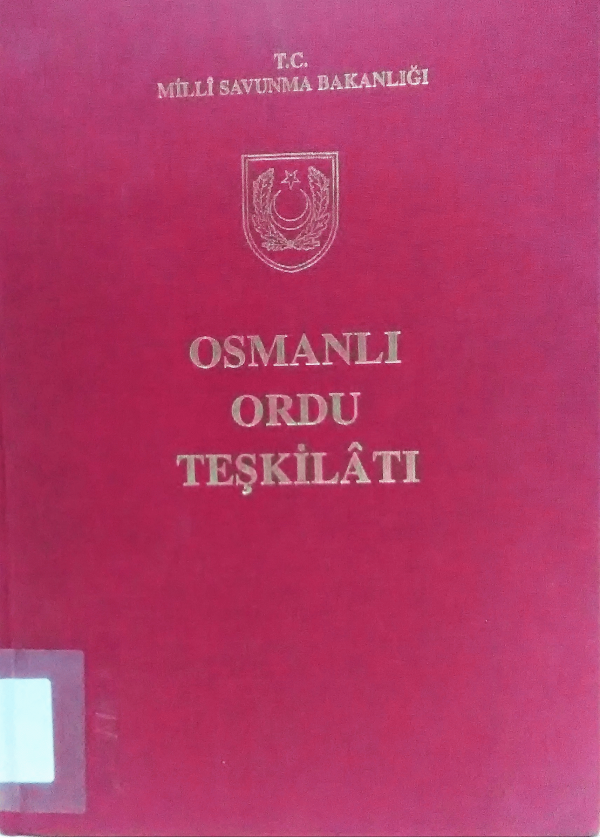 T.C.
MİLLÎ SAVUNMA BAKANLIĞI
OSMANLI
ORDU
TEŞKİLÂTI